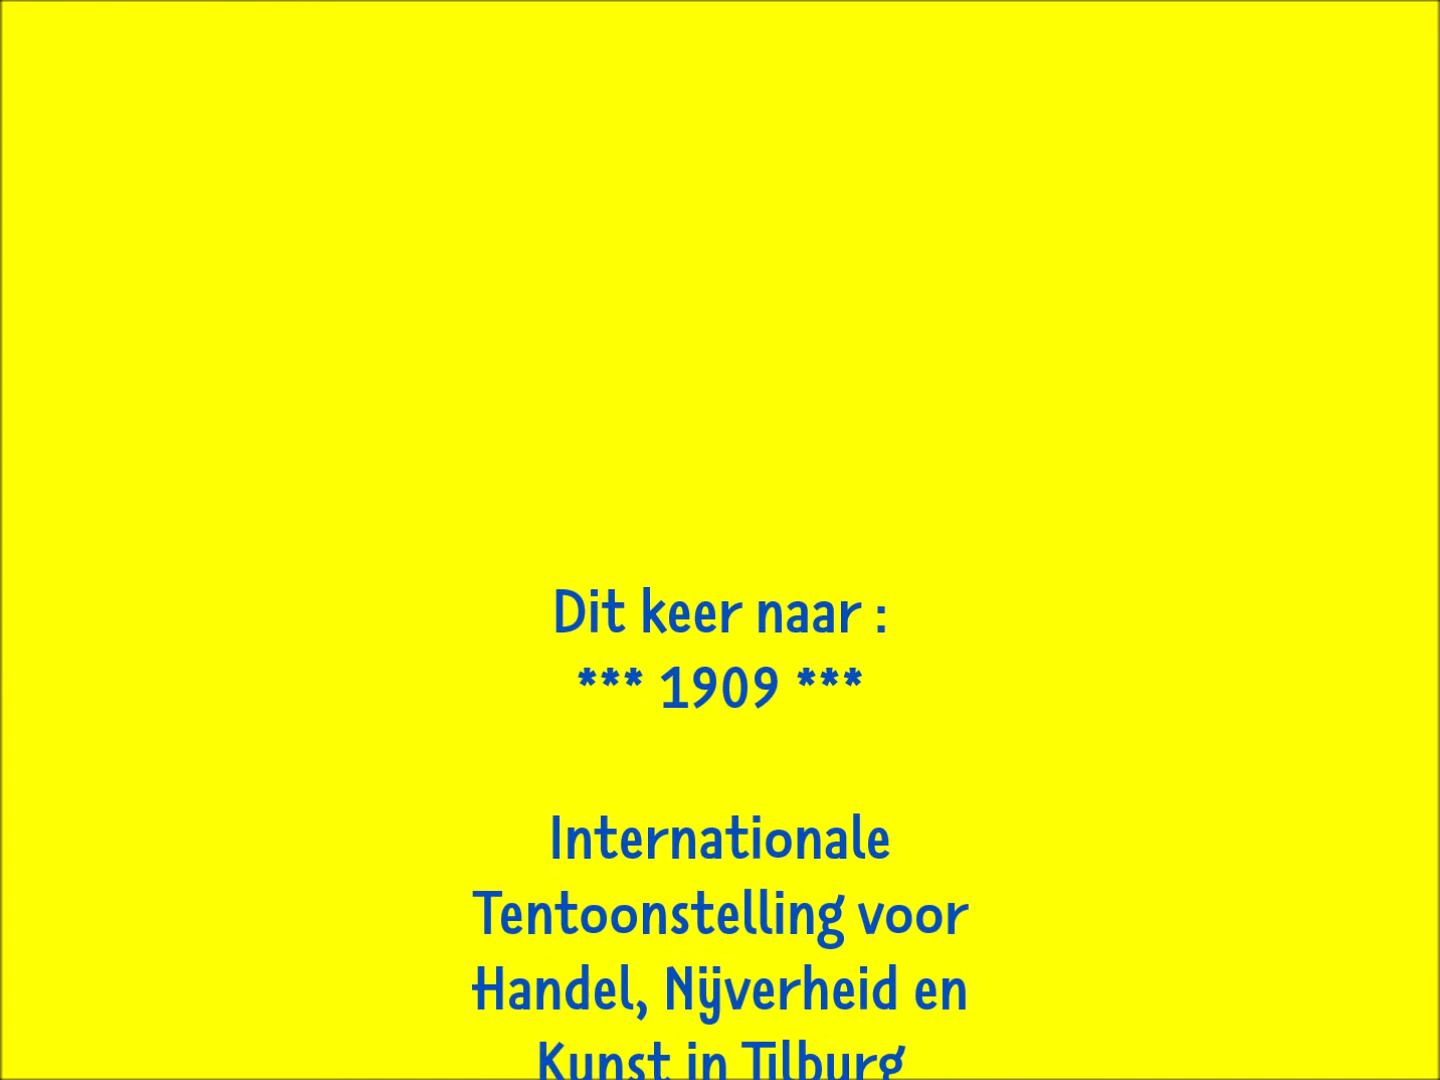 Dit keer naar :
*** 1909 ***
Internationale
Tentoonstelling voor
Handel, Nijverheid en
Kunst in Tilburg